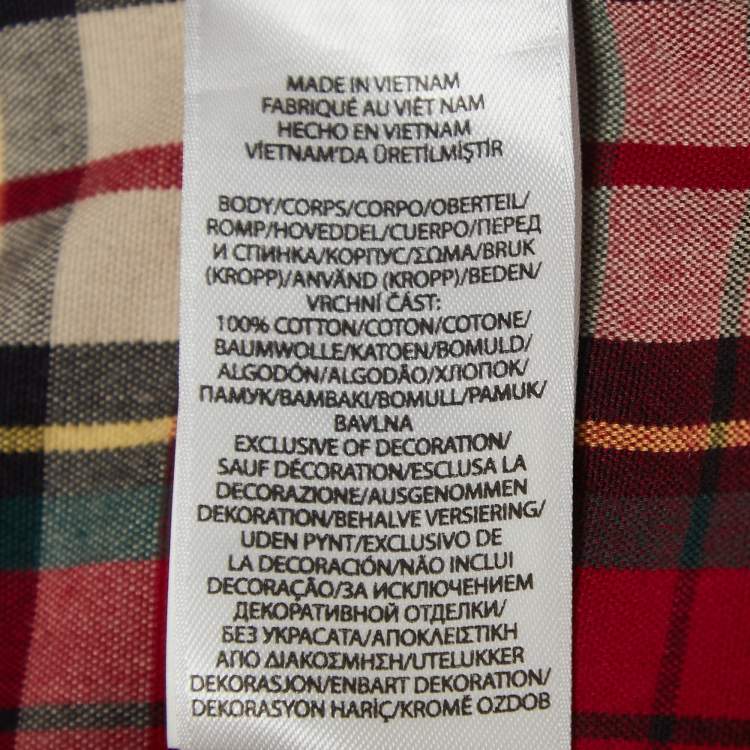 MADE IN VIETNAM
FABRIQUÉ AU VIÊT NAM
HECHO EN VIETNAM
VİETNAM'DA ÜRETİLMİŞTİR
BODY/CORPS/CORPO/OBERTEIL/
ROMP/HOVEDDEL/CUERPO/ПЕРЕД
И СПИНКА/КОРПУС/ΣΩΜΑ/BRUK
(KROPP)/ANVÄND (KROPP)/BEDEN/
VRCHNÍ ČÁST:
100% COTTON/COTON/COTONE/
BAUMWOLLE/KATOEN/BOMULD/
ALGODÓN/ALGODÃO/ХЛОПОК/
ПАМУК/ΒΑΜΒΑΚΙ/BOMULL/PAMUK/
BAVLNA
EXCLUSIVE OF DECORATION/
SAUF DÉCORATION/ESCLUSA LA
DECORAZIONE/AUSGENOMMEN
DEKORATION/BEHALVE VERSIERING/
UDEN PYNT/EXCLUSIVO DE
LA DECORACIÓN/NÃO INCLUI
DECORAÇÃO/ЗА ИСКЛЮЧЕНИЕМ
ДЕКОРАТИВНОЙ ОТДЕЛКИ/
БЕЗ УКРАСАТА/ΑΠΟΚΛΕΙΣΤΙΚΗ
ΑΠΟ ΔΙΑΚΟΣΜΗΣΗ/UTELUKKER
DEKORASJON/ENBART DEKORATION/
DEKORASYON HARİÇ/KROMĚ OZDOB